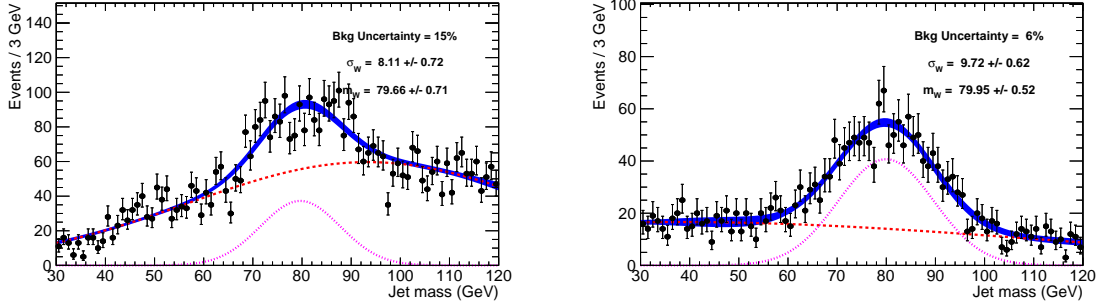 Events / 3 GeV
140
120
100
80
60
40
20
0
Bkg Uncertainty = 15%
σW = 8.11 +/- 0.72
mW = 79.66 +/- 0.71
30 40 50 60 70 80 90 100 110 120
Jet mass (GeV)
Events / 3 GeV
100
80
60
40
20
0
Bkg Uncertainty = 6%
σW = 9.72 +/- 0.62
mW = 79.95 +/- 0.52
30 40 50 60 70 80 90 100 110 120
Jet mass (GeV)